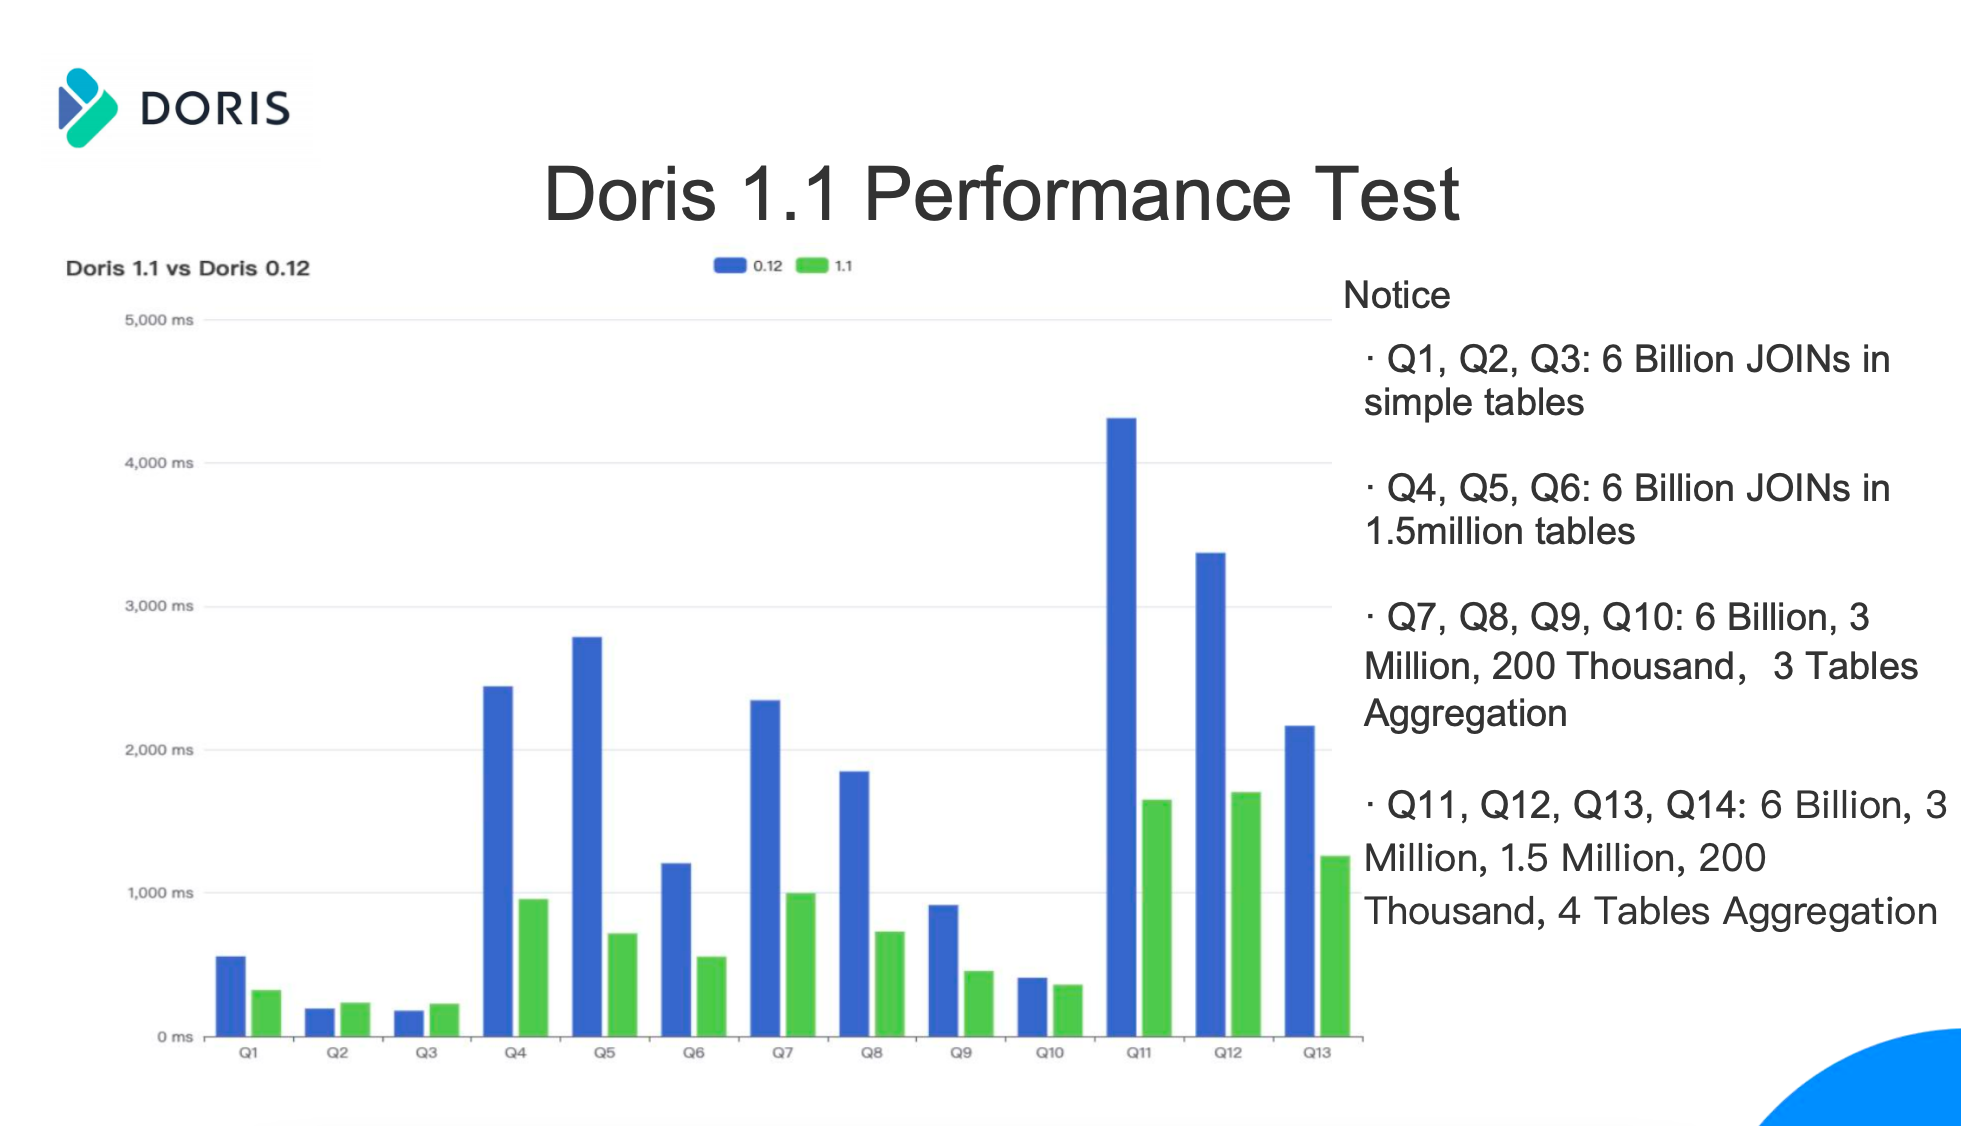 DORIS
Doris 1.1 Performance Test
Doris 1.1 vs Doris 0.12
0.12
1.1
5,000 ms
4,000 ms
3,000 ms
2,000 ms
1,000 ms
0 ms
Q1
Q2
Q3
Q4
Q5
Q6
Q7
Q8
Q9
Q10
Q11
Q12
Q13
Notice
· Q1, Q2, Q3: 6 Billion JOINs in
simple tables
· Q4, Q5, Q6: 6 Billion JOINs in
1.5million tables
· Q7, Q8, Q9, Q10: 6 Billion, 3
Million, 200 Thousand，3 Tables
Aggregation
· Q11, Q12, Q13, Q14: 6 Billion, 3
Million, 1.5 Million, 200
Thousand, 4 Tables Aggregation